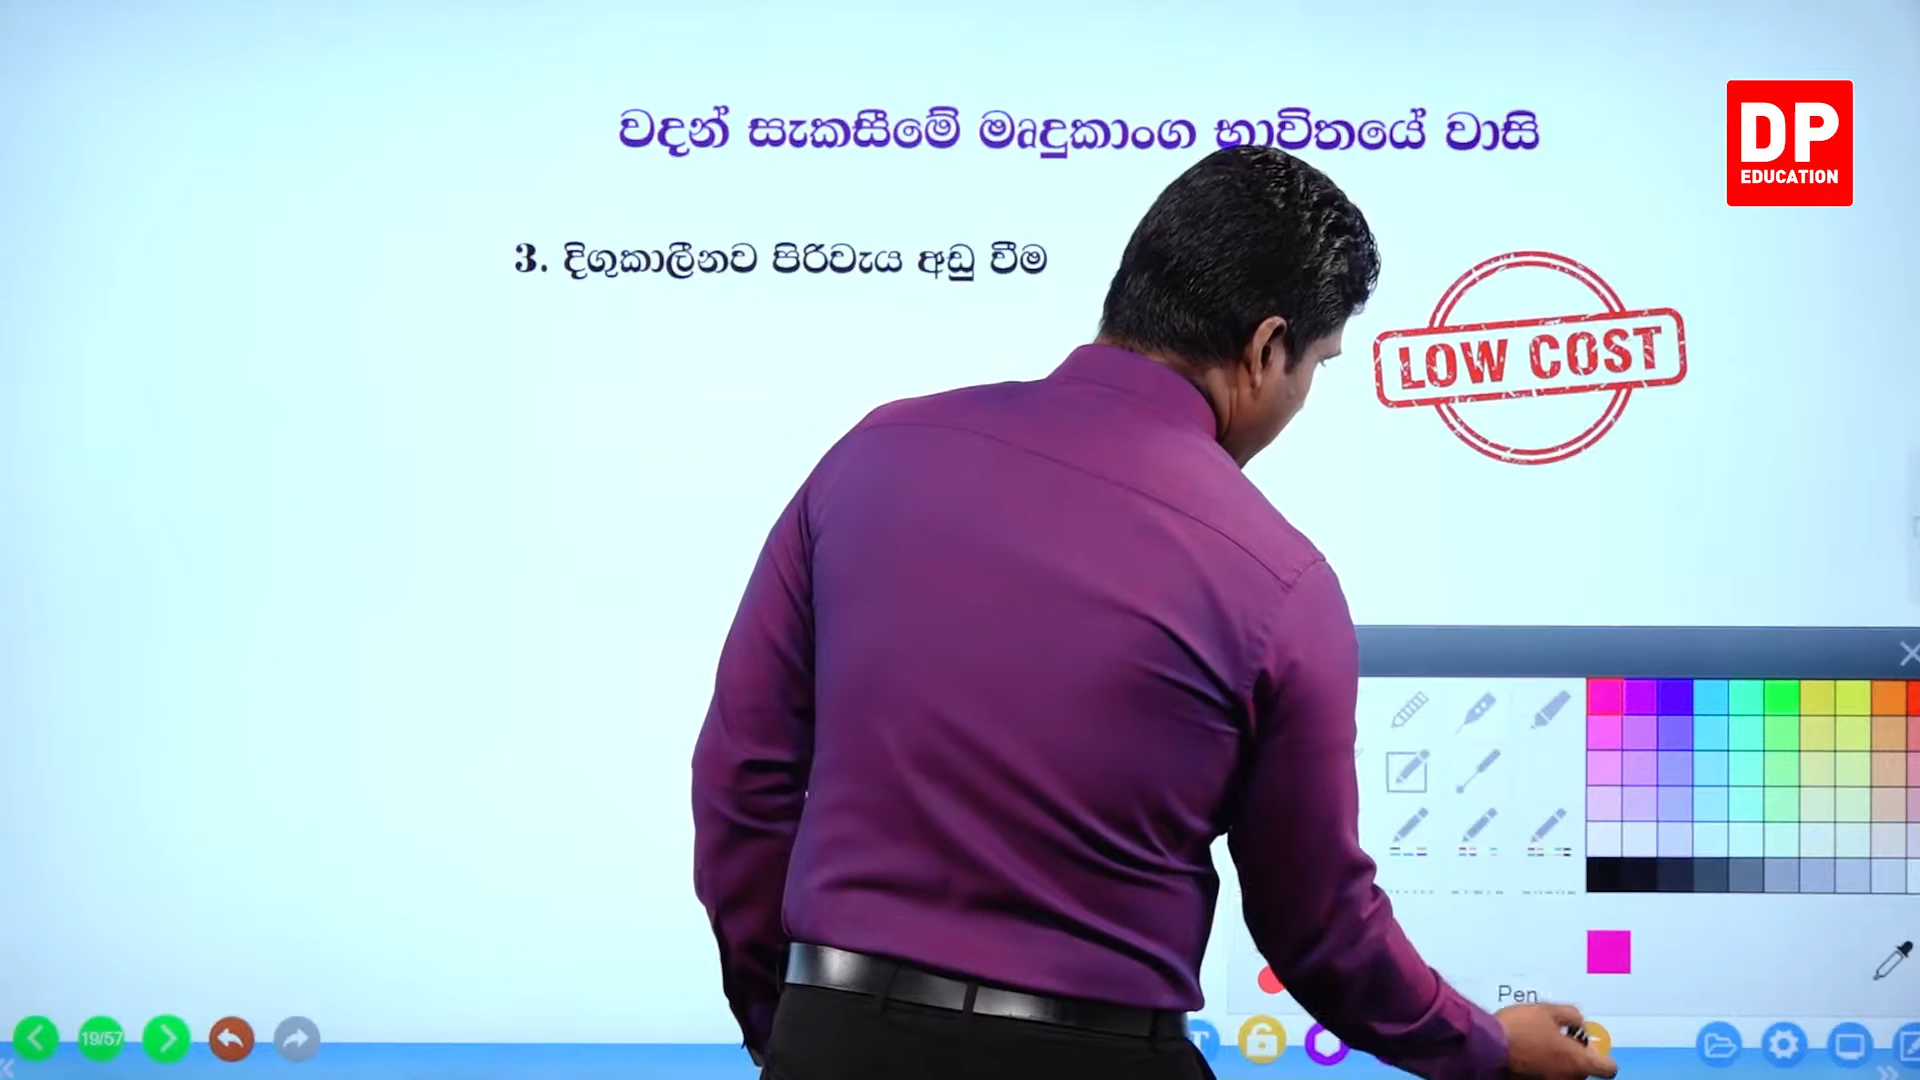 වදන් සැකසීමේ මෘදුකාංග භාවිතයේ වාසි
DP
EDUCATION
3. දිගුකාලීනව පිරිවැය අඩු වීම
LOW COST
Pen
19/57